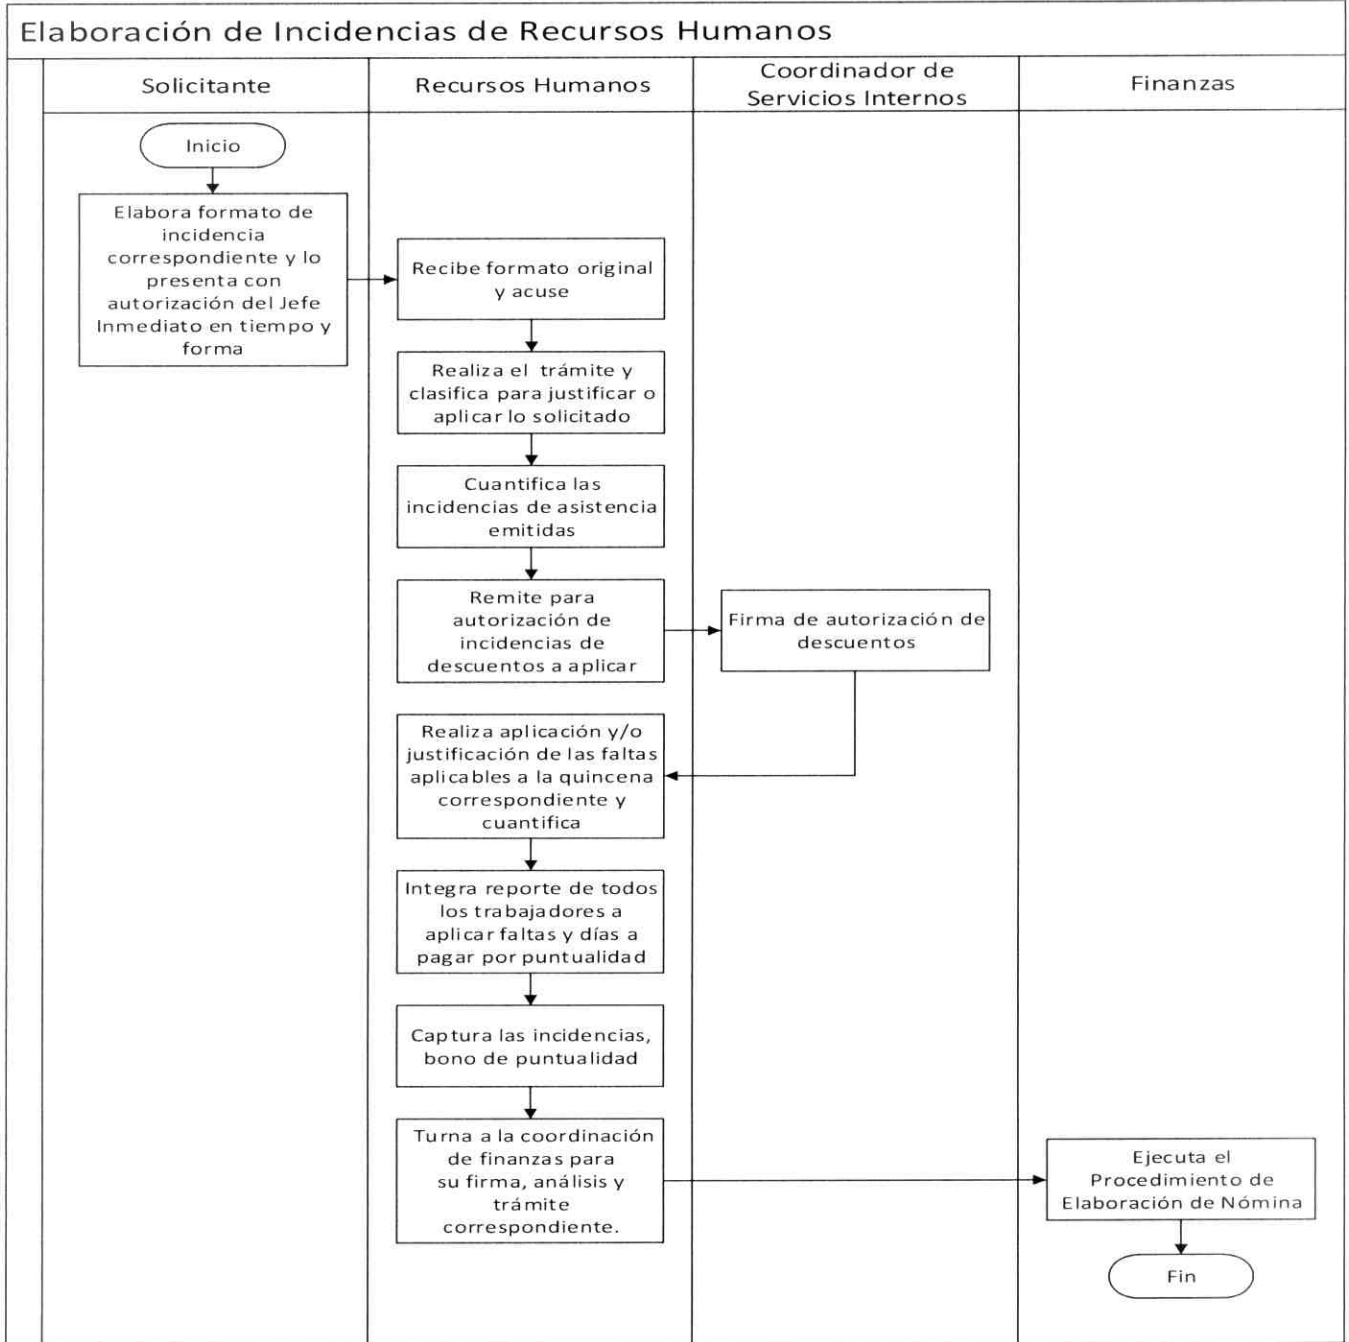 Elaboración de Incidencias de Recursos Humanos
Solicitante
Recursos Humanos
Coordinador de
Servicios Internos
Finanzas
Inicio
Elabora formato de
incidencia
correspondiente y lo
presenta con
autorización del Jefe
Inmediato en tiempo y
forma
Recibe formato original
y acuse
Realiza el trámite y
clasifica para justificar o
aplicar lo solicitado
Cuantifica las
incidencias de asistencia
emitidas
Remite para
autorización de
incidencias de
descuentos a aplicar
Firma de autorización de
descuentos
Realiza aplicación y/o
justificación de las faltas
aplicables a la quincena
correspondiente y
cuantifica
Integra reporte de todos
los trabajadores a
aplicar faltas y días a
pagar por puntualidad
Captura las incidencias,
bono de puntualidad
Turna a la coordinación
de finanzas para
su firma, análisis y
trámite
correspondiente.
Ejecuta el
Procedimiento de
Elaboración de Nómina
Fin